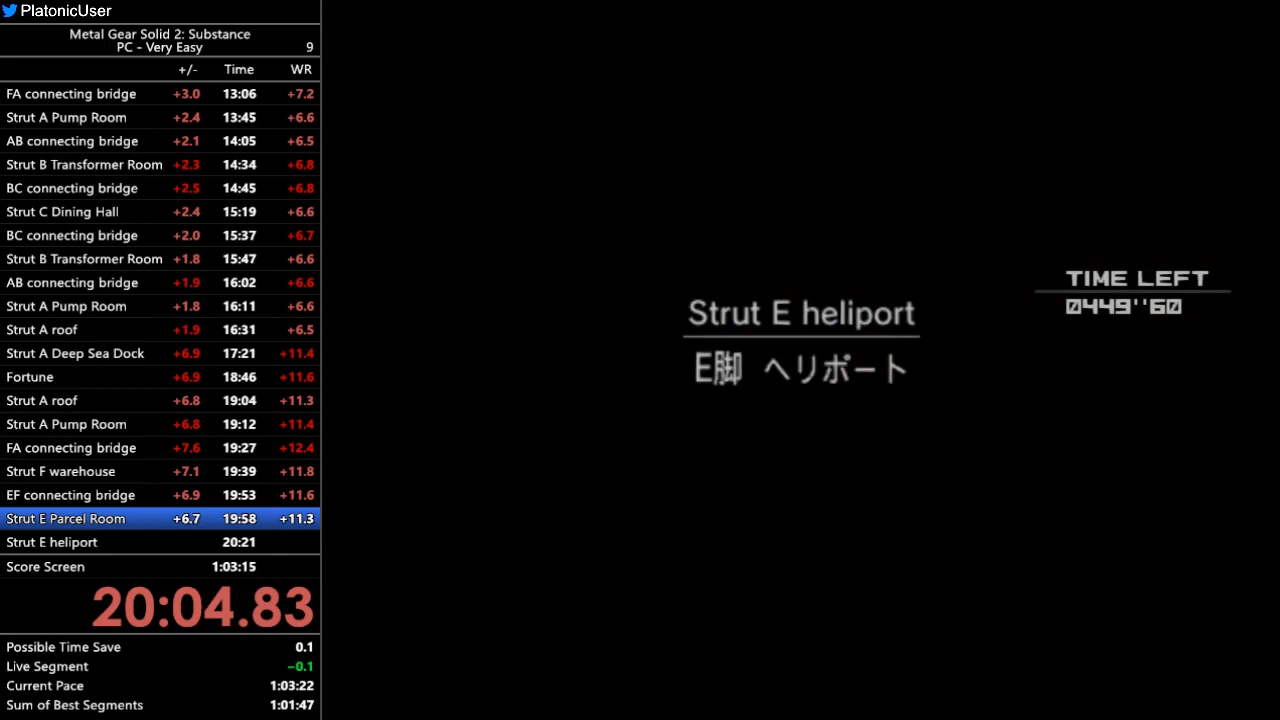 PlatonicUser
Metal Gear Solid 2: Substance
PC - Very Easy 9
+/- Time WR
FA connecting bridge +3.0 13:06 +7.2
Strut A Pump Room +2.4 13:45 +6.6
AB connecting bridge +2.1 14:05 +6.5
Strut B Transformer Room +2.3 14:34 +6.8
BC connecting bridge +2.5 14:45 +6.8
Strut C Dining Hall +2.4 15:19 +6.6
BC connecting bridge +2.0 15:37 +6.7
Strut B Transformer Room +1.8 15:47 +6.6
AB connecting bridge +1.9 16:02 +6.6
Strut A Pump Room +1.8 16:11 +6.6
Strut A roof +1.9 16:31 +6.5
Strut A Deep Sea Dock +6.9 17:21 +11.4
Fortune +6.9 18:46 +11.6
Strut A roof +6.8 19:04 +11.3
Strut A Pump Room +6.8 19:12 +11.4
FA connecting bridge +7.6 19:27 +12.4
Strut F warehouse +7.1 19:39 +11.8
EF connecting bridge +6.9 19:53 +11.6
Strut E Parcel Room +6.7 19:58 +11.3
Strut E heliport 20:21
Score Screen 1:03:15
20:04.83
Possible Time Save 0.1
Live Segment −0.1
Current Pace 1:03:22
Sum of Best Segments 1:01:47
Strut E heliport
E脚 ヘリポート
TIME LEFT
0449''60